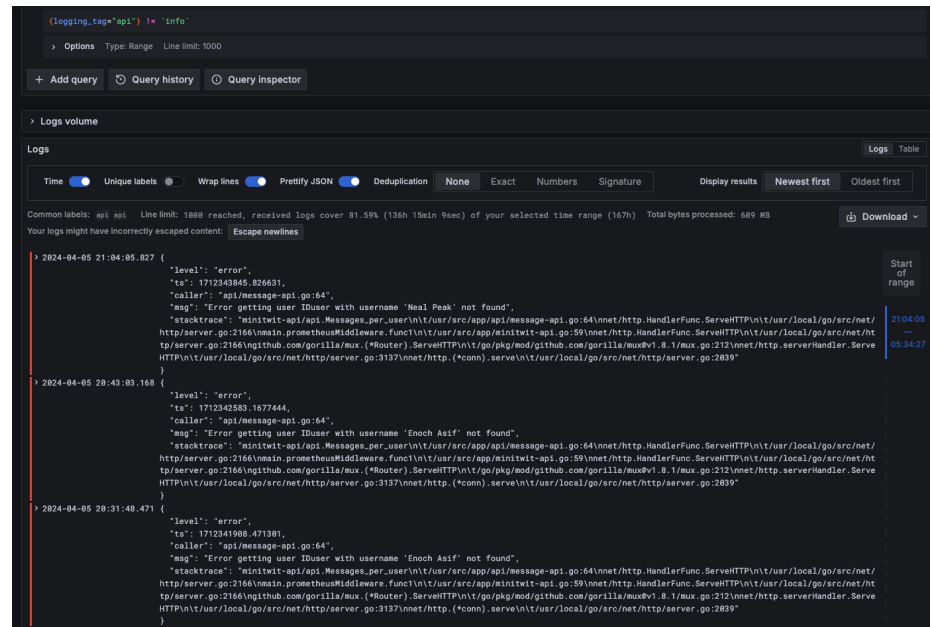 {logging_tag="api"} != `info`
> Options Type: Range Line limit: 1000
+ Add query Query history Query inspector
> Logs volume
Logs Logs Table
Time Unique labels Wrap lines Prettify JSON Deduplication None Exact Numbers Signature Display results Newest first Oldest first
Common labels: api api Line limit: 1000 reached, received logs cover 81.59% (136h 15min 9sec) of your selected time range (167h) Total bytes processed: 609 MB
Download
Your logs might have incorrectly escaped content: Escape newlines
> 2024-04-05 21:04:05.827 {
"level": "error",
"ts": 1712343845.826631,
"caller": "api/message-api.go:64",
"msg": "Error getting user IDuser with username 'Neal Peak' not found",
"stacktrace": "minitwit-api/api.Messages_per_user\n\t/usr/src/app/api/message-api.go:64\nnet/http.HandlerFunc.ServeHTTP\n\t/usr/local/go/src/net/
http/server.go:2166\nmain.prometheusMiddleware.func1\n\t/usr/src/app/minitwit-api.go:59\nnet/http.HandlerFunc.ServeHTTP\n\t/usr/local/go/src/net/ht
tp/server.go:2166\ngithub.com/gorilla/mux.(*Router).ServeHTTP\n\t/go/pkg/mod/github.com/gorilla/mux@v1.8.1/mux.go:212\nnet/http.serverHandler.Serve
HTTP\n\t/usr/local/go/src/net/http/server.go:3137\nnet/http.(*conn).serve\n\t/usr/local/go/src/net/http/server.go:2039"
}
> 2024-04-05 20:43:03.168 {
"level": "error",
"ts": 1712342583.1677444,
"caller": "api/message-api.go:64",
"msg": "Error getting user IDuser with username 'Enoch Asif' not found",
"stacktrace": "minitwit-api/api.Messages_per_user\n\t/usr/src/app/api/message-api.go:64\nnet/http.HandlerFunc.ServeHTTP\n\t/usr/local/go/src/net/
http/server.go:2166\nmain.prometheusMiddleware.func1\n\t/usr/src/app/minitwit-api.go:59\nnet/http.HandlerFunc.ServeHTTP\n\t/usr/local/go/src/net/ht
tp/server.go:2166\ngithub.com/gorilla/mux.(*Router).ServeHTTP\n\t/go/pkg/mod/github.com/gorilla/mux@v1.8.1/mux.go:212\nnet/http.serverHandler.Serve
HTTP\n\t/usr/local/go/src/net/http/server.go:3137\nnet/http.(*conn).serve\n\t/usr/local/go/src/net/http/server.go:2039"
}
> 2024-04-05 20:31:48.471 {
"level": "error",
"ts": 1712341908.471301,
"caller": "api/message-api.go:64",
"msg": "Error getting user IDuser with username 'Enoch Asif' not found",
"stacktrace": "minitwit-api/api.Messages_per_user\n\t/usr/src/app/api/message-api.go:64\nnet/http.HandlerFunc.ServeHTTP\n\t/usr/local/go/src/net/
http/server.go:2166\nmain.prometheusMiddleware.func1\n\t/usr/src/app/minitwit-api.go:59\nnet/http.HandlerFunc.ServeHTTP\n\t/usr/local/go/src/net/ht
tp/server.go:2166\ngithub.com/gorilla/mux.(*Router).ServeHTTP\n\t/go/pkg/mod/github.com/gorilla/mux@v1.8.1/mux.go:212\nnet/http.serverHandler.Serve
HTTP\n\t/usr/local/go/src/net/http/server.go:3137\nnet/http.(*conn).serve\n\t/usr/local/go/src/net/http/server.go:2039"
}
Start
of
range
21:04:05
—
05:34:27